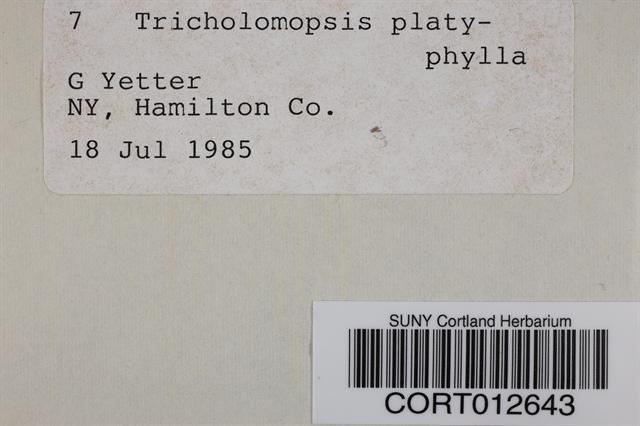 7 Tricholomopsis platy-
phylla
G Yetter
NY, Hamilton Co.
18 Jul 1985
SUNY Cortland Herbarium
CORT012643